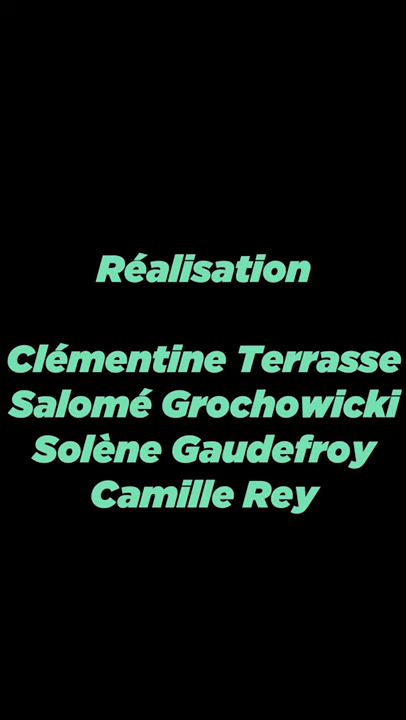 Réalisation
Clémentine Terrasse
Salomé Grochowicki
Solène Gaudefroy
Camille Rey